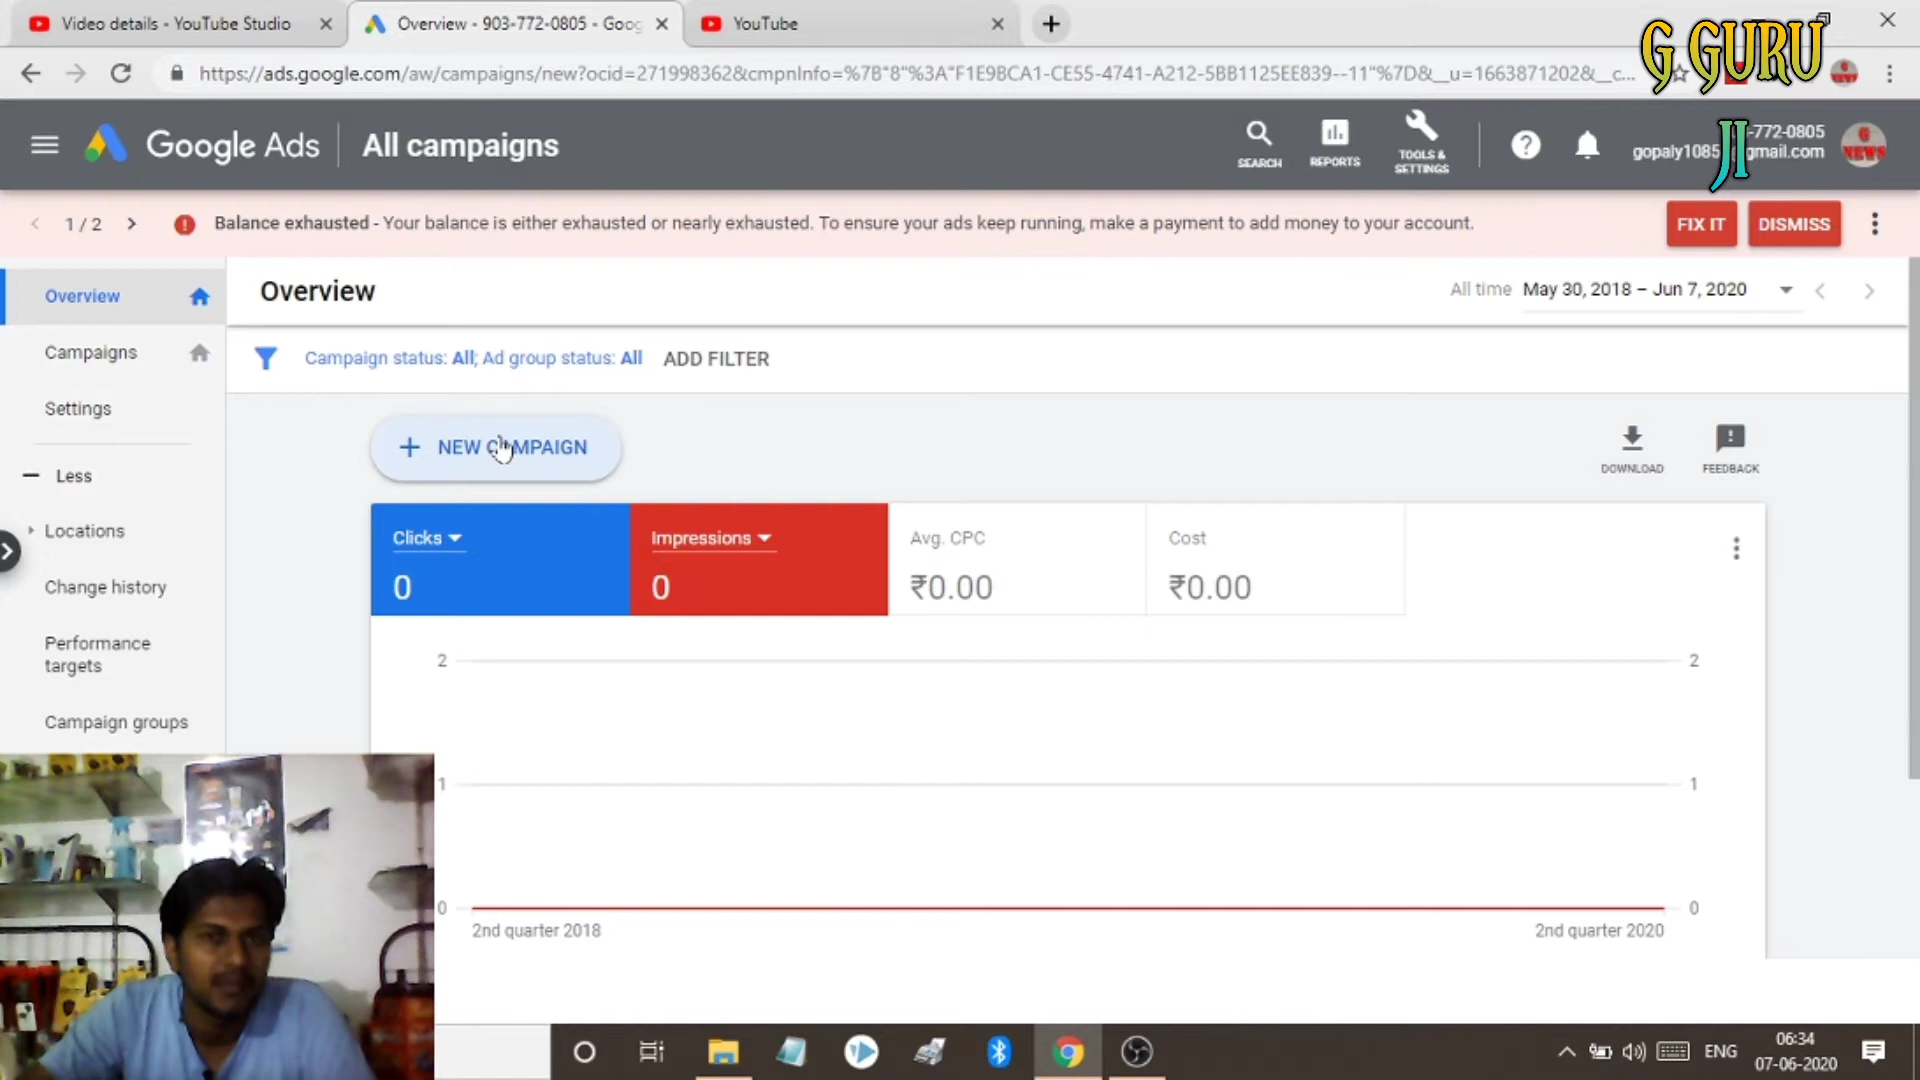 Video details - YouTube Studio
Overview - 903-772-0805 - Goog
YouTube
https://ads.google.com/aw/campaigns/new?ocid=271998362&cmpnInfo=%7B"8"%3A"F1E9BCA1-CE55-4741-A212-5BB1125EE839--11"%7D&__u=1663871202&__c...
G GURU
JI
Google Ads
All campaigns
SEARCH
REPORTS
TOOLS &
SETTINGS
-772-0805
gopaly1085
gmail.com
G
NEWS
1 / 2
Balance exhausted - Your balance is either exhausted or nearly exhausted. To ensure your ads keep running, make a payment to add money to your account.
FIX IT
DISMISS
Overview
Campaigns
Settings
Less
Locations
Change history
Performance
targets
Campaign groups
Overview
All time May 30, 2018 – Jun 7, 2020
Campaign status: All; Ad group status: All
ADD FILTER
NEW CAMPAIGN
DOWNLOAD
FEEDBACK
Clicks
0
Impressions
0
Avg. CPC
₹0.00
Cost
₹0.00
2
2
1
1
0
0
2nd quarter 2018
2nd quarter 2020
ENG
06:34
07-06-2020